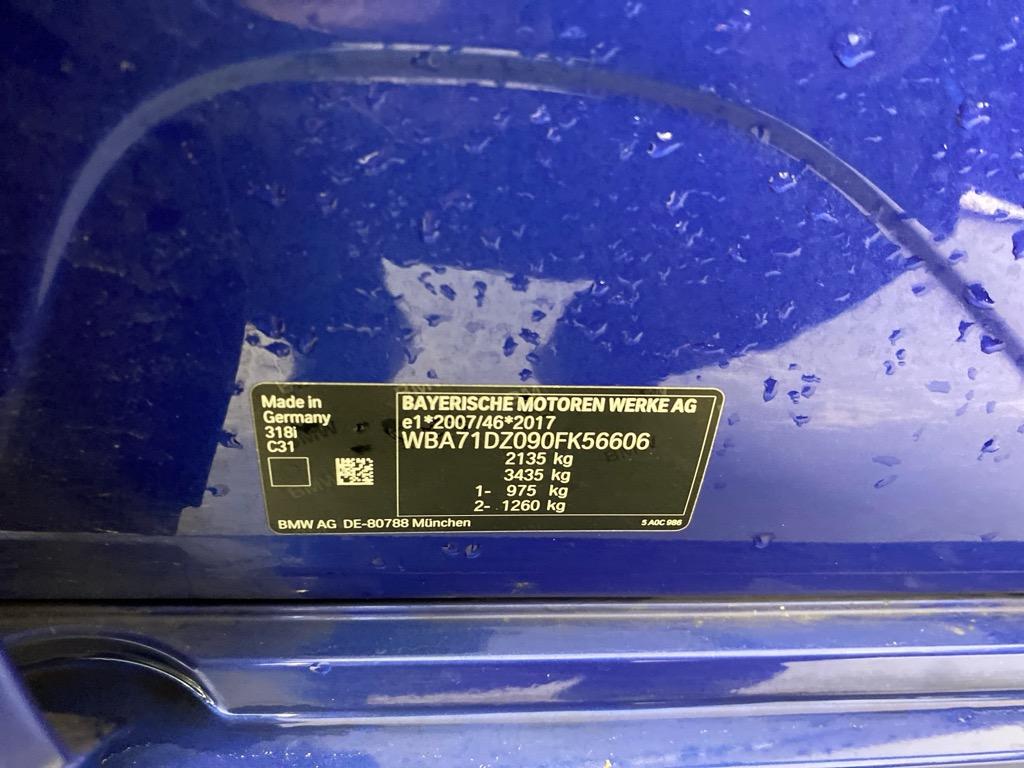 Made in
Germany
318i
C31
BAYERISCHE MOTOREN WERKE AG
e1*2007/46*2017
WBA71DZ090FK56606
2135 kg
3435 kg
1- 975 kg
2- 1260 kg
BMW AG DE-80788 München
5 A0C 986